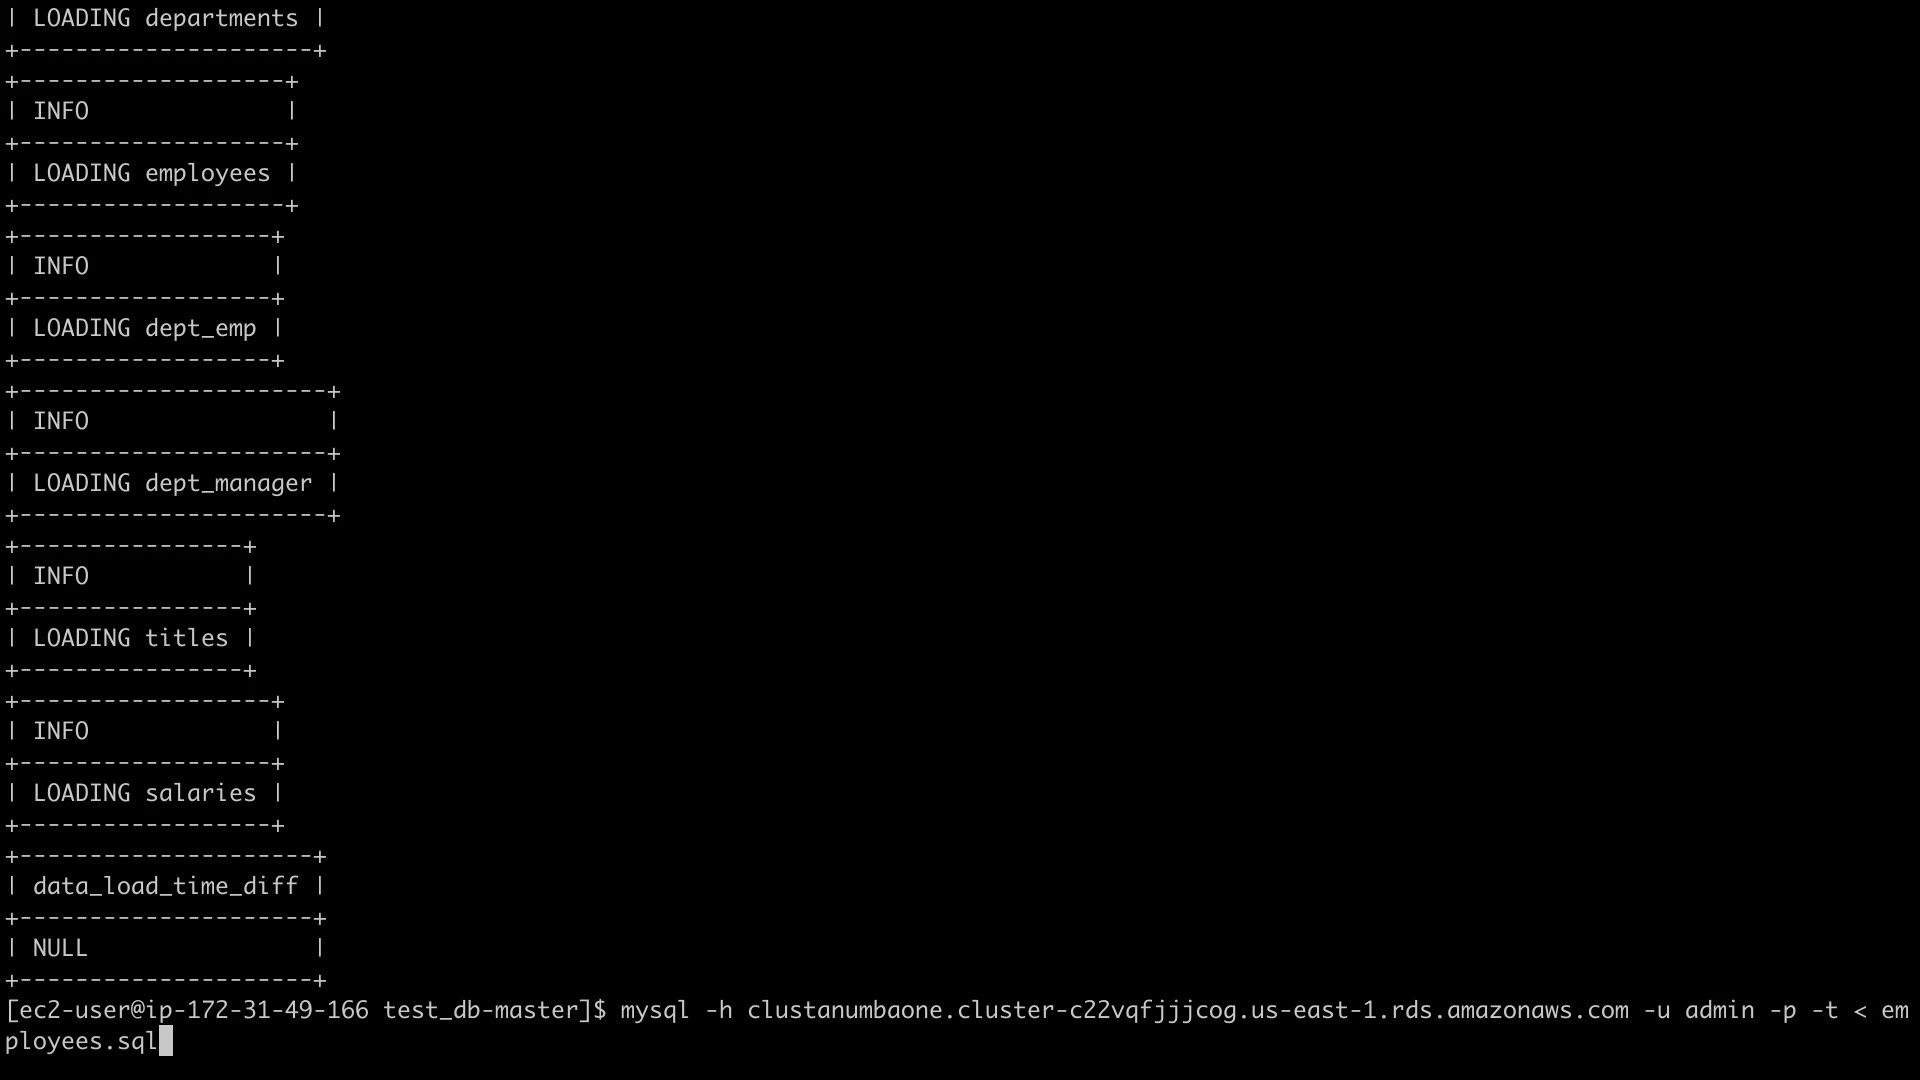 | LOADING departments |
+---------------------+
+-------------------+
| INFO              |
+-------------------+
| LOADING employees |
+-------------------+
+------------------+
| INFO             |
+------------------+
| LOADING dept_emp |
+------------------+
+----------------------+
| INFO                 |
+----------------------+
| LOADING dept_manager |
+----------------------+
+----------------+
| INFO           |
+----------------+
| LOADING titles |
+----------------+
+------------------+
| INFO             |
+------------------+
| LOADING salaries |
+------------------+
+---------------------+
| data_load_time_diff |
+---------------------+
| NULL                |
+---------------------+
[ec2-user@ip-172-31-49-166 test_db-master]$ mysql -h clustanumbaone.cluster-c22vqfjjjcog.us-east-1.rds.amazonaws.com -u admin -p -t < em
ployees.sql